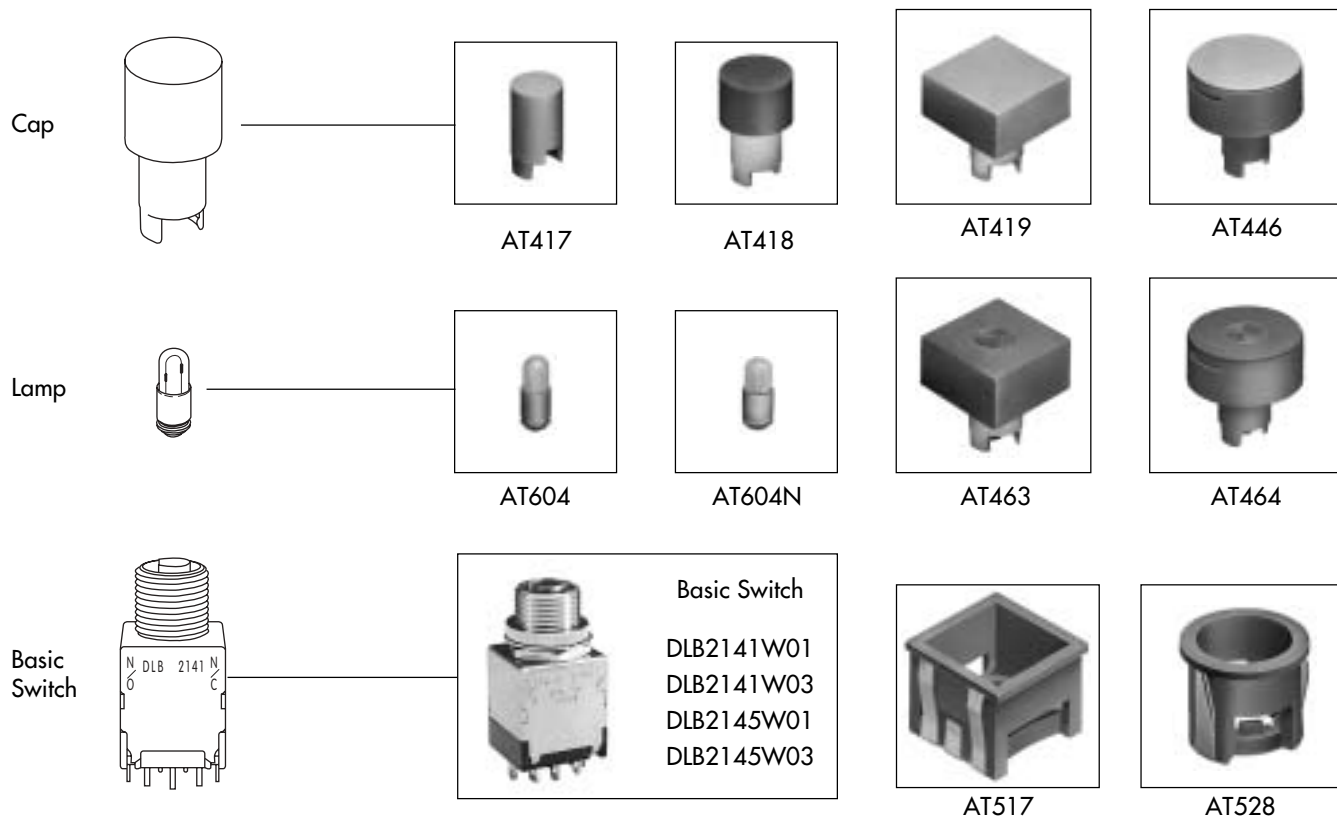 Cap
AT417
AT418
AT419
AT446
Lamp
AT604
AT604N
AT463
AT464
Basic
Switch
N/O DLB 2141 N/C
Basic Switch
DLB2141W01
DLB2141W03
DLB2145W01
DLB2145W03
AT517
AT528